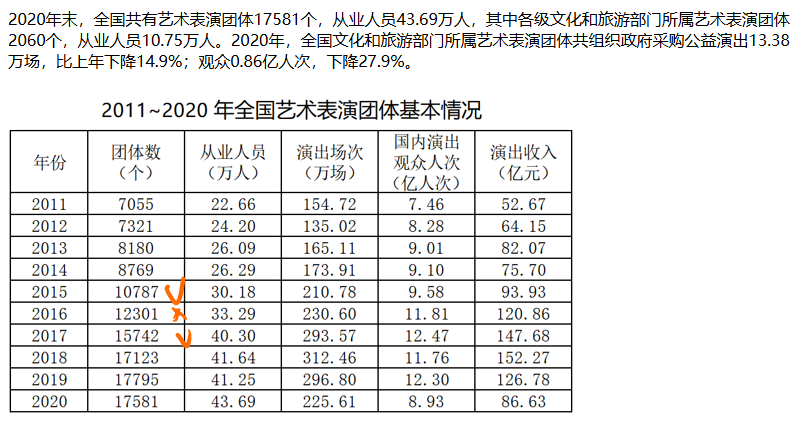 2020年末，全国共有艺术表演团体17581个，从业人员43.69万人，其中各级文化和旅游部门所属艺术表演团体
2060个，从业人员10.75万人。2020年，全国文化和旅游部门所属艺术表演团体共组织政府采购公益演出13.38
万场，比上年下降14.9%；观众0.86亿人次，下降27.9%。
2011~2020 年全国艺术表演团体基本情况
年份 团体数（个） 从业人员（万人） 演出场次（万场） 国内演出观众人次（亿人次） 演出收入（亿元）
2011 7055 22.66 154.72 7.46 52.67
2012 7321 24.20 135.02 8.28 64.15
2013 8180 26.09 165.11 9.01 82.07
2014 8769 26.29 173.91 9.10 75.70
2015 10787 30.18 210.78 9.58 93.93
2016 12301 33.29 230.60 11.81 120.86
2017 15742 40.30 293.57 12.47 147.68
2018 17123 41.64 312.46 11.76 152.27
2019 17795 41.25 296.80 12.30 126.78
2020 17581 43.69 225.61 8.93 86.63